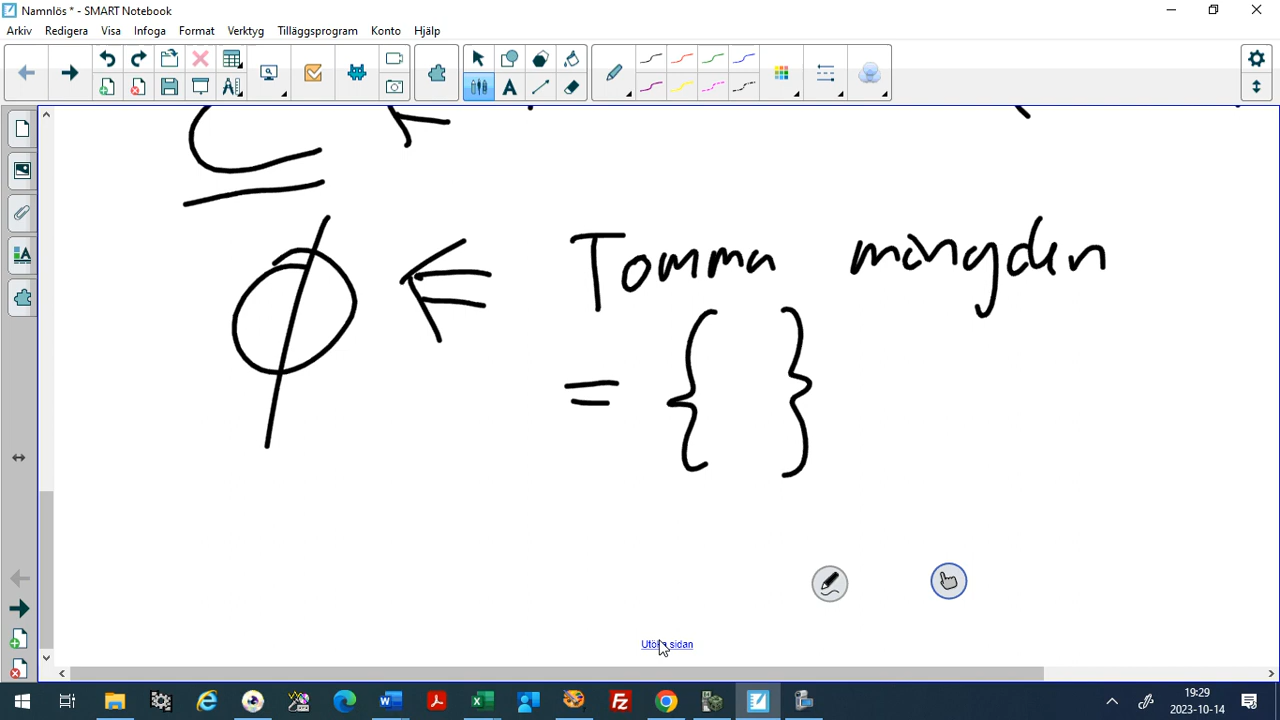 Namnlös * - SMART Notebook
Arkiv Redigera Visa Infoga Format Verktyg Tilläggsprogram Konto Hjälp
∅ ⇐ Tomma mängden
= { }
Utöka sidan
19:29
2023-10-14